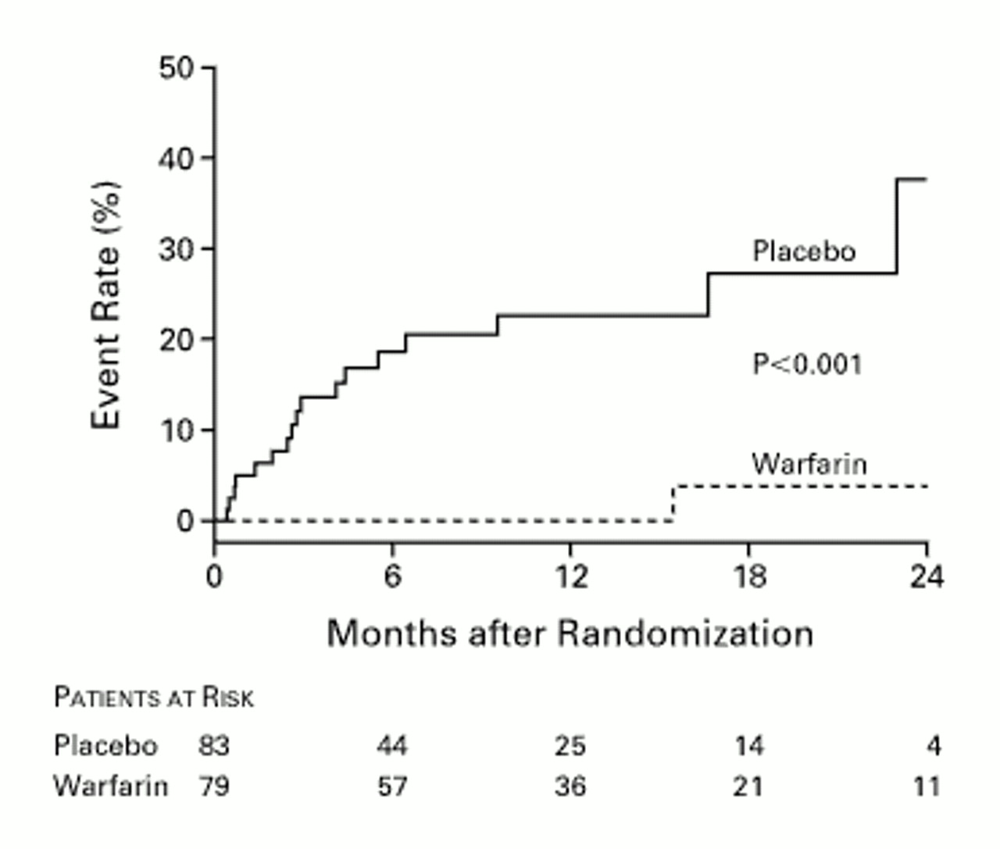 50
40
30
20
10
0
Event Rate (%)
Placebo
P<0.001
Warfarin
0 6 12 18 24
Months after Randomization
PATIENTS AT RISK
Placebo 83 44 25 14 4
Warfarin 79 57 36 21 11